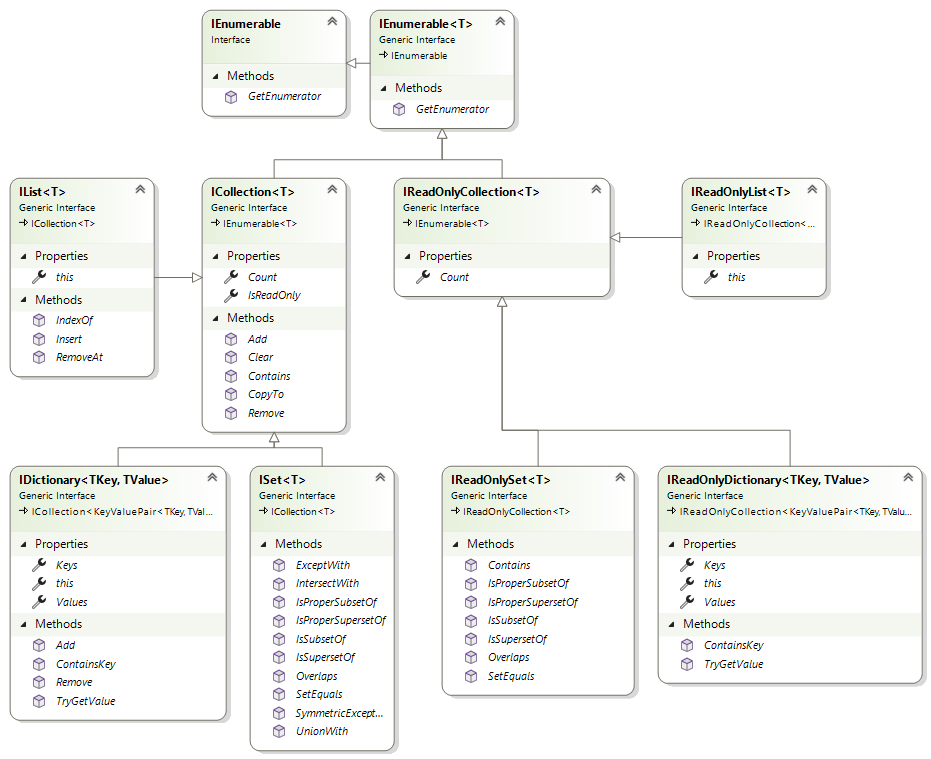 IEnumerable
Interface
Methods
GetEnumerator
IEnumerable<T>
Generic Interface
IEnumerable
Methods
GetEnumerator
IList<T>
Generic Interface
ICollection<T>
Properties
this
Methods
IndexOf
Insert
RemoveAt
ICollection<T>
Generic Interface
IEnumerable<T>
Properties
Count
IsReadOnly
Methods
Add
Clear
Contains
CopyTo
Remove
IReadOnlyCollection<T>
Generic Interface
IEnumerable<T>
Properties
Count
IReadOnlyList<T>
Generic Interface
IReadOnlyCollection<...
Properties
this
IDictionary<TKey, TValue>
Generic Interface
ICollection<KeyValuePair<TKey, TVal...
Properties
Keys
this
Values
Methods
Add
ContainsKey
Remove
TryGetValue
ISet<T>
Generic Interface
ICollection<T>
Methods
ExceptWith
IntersectWith
IsProperSubsetOf
IsProperSupersetOf
IsSubsetOf
IsSupersetOf
Overlaps
SetEquals
SymmetricExcept...
UnionWith
IReadOnlySet<T>
Generic Interface
IReadOnlyCollection<T>
Methods
Contains
IsProperSubsetOf
IsProperSupersetOf
IsSubsetOf
IsSupersetOf
Overlaps
SetEquals
IReadOnlyDictionary<TKey, TValue>
Generic Interface
IReadOnlyCollection<KeyValuePair<TKey, TValu...
Properties
Keys
this
Values
Methods
ContainsKey
TryGetValue